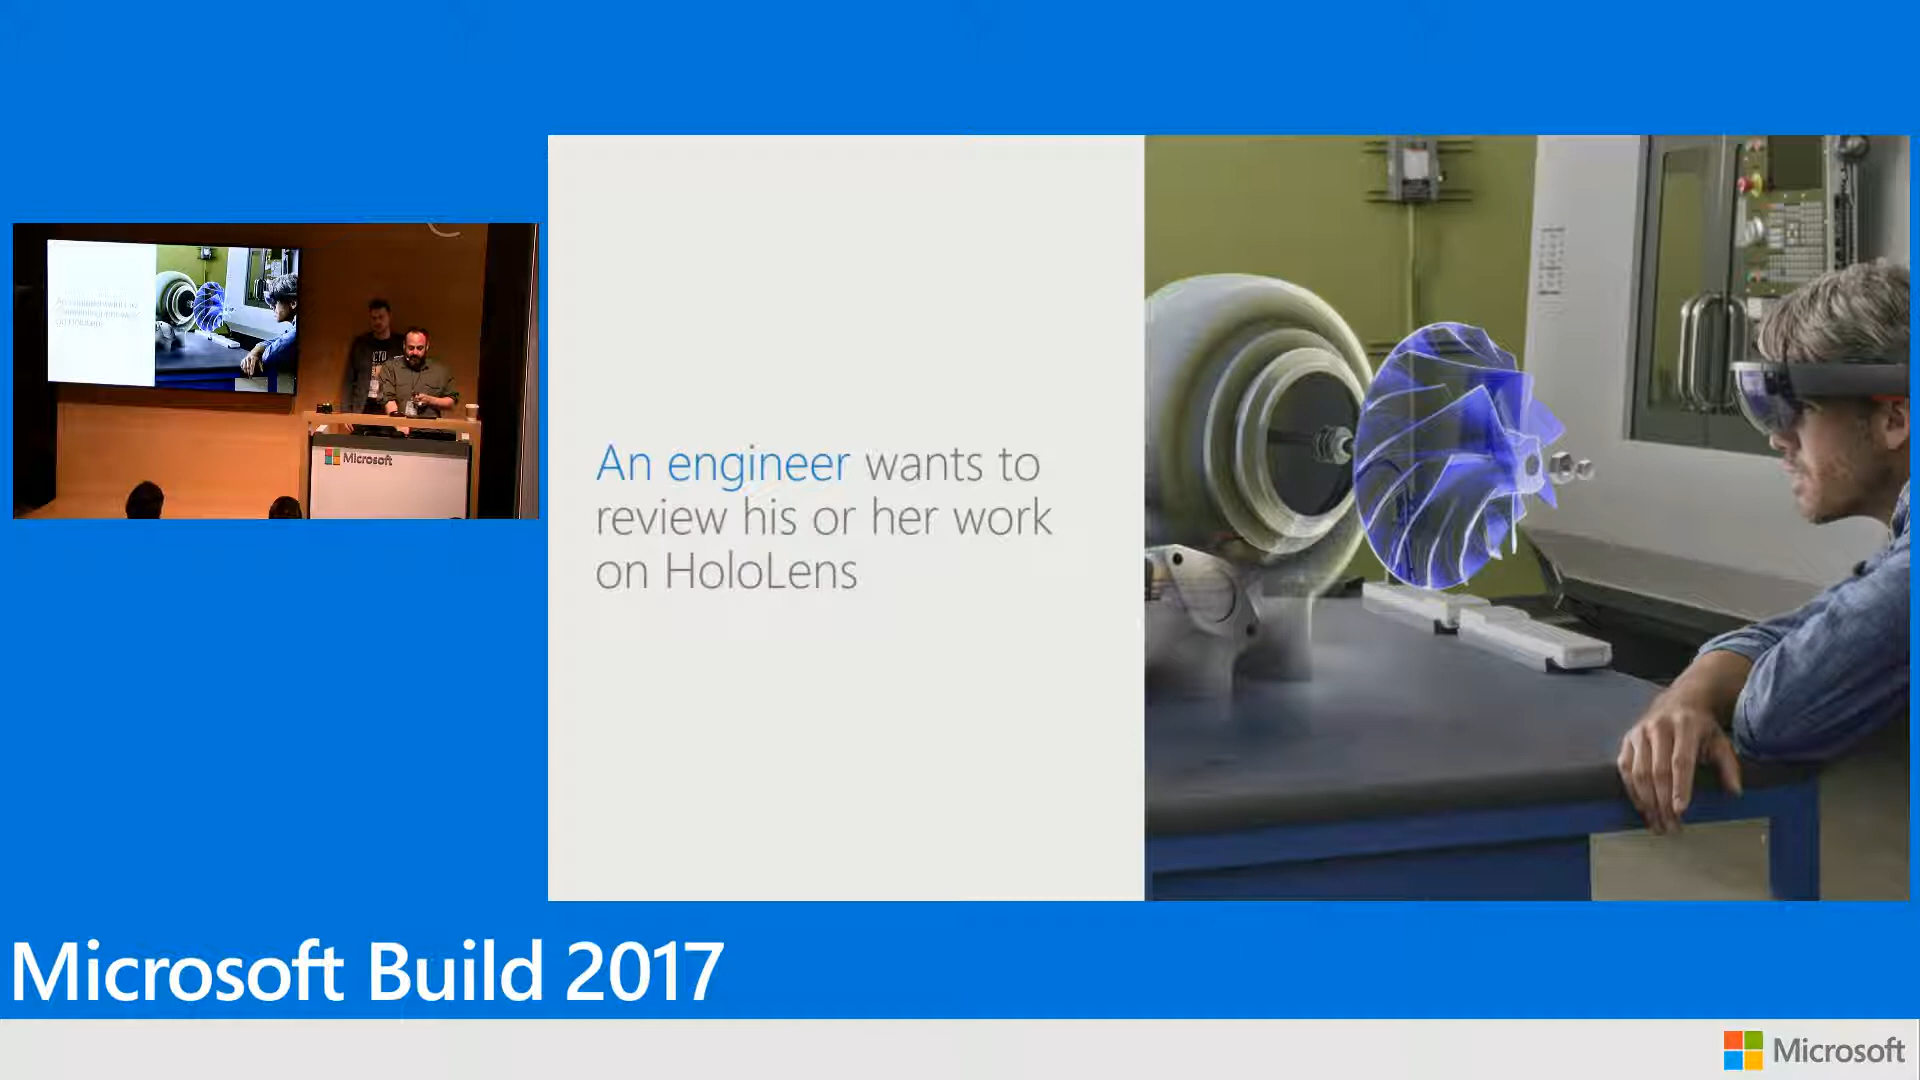 An engineer wants to
review his or her work
on HoloLens
Microsoft
Microsoft Build 2017
Microsoft